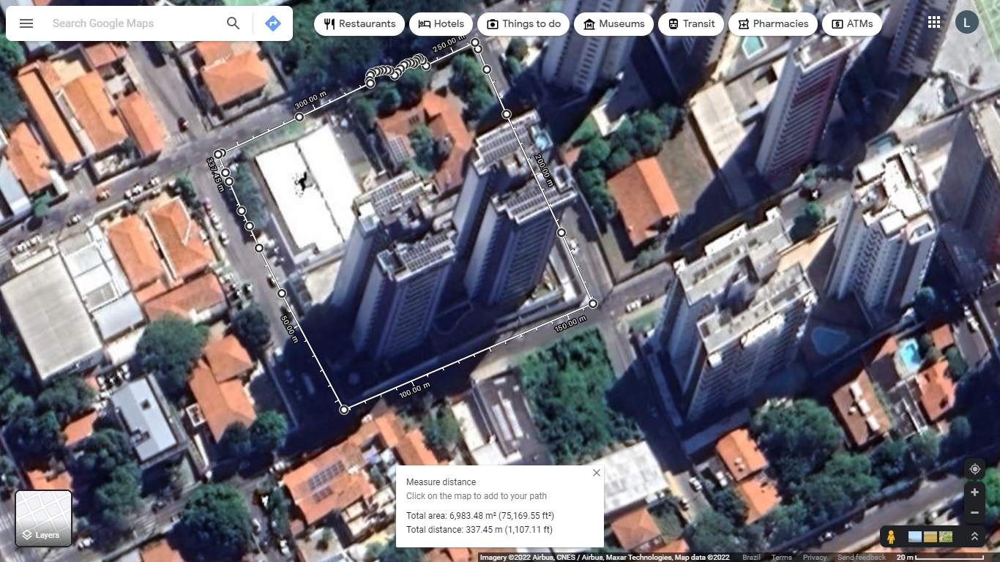 Search Google Maps
Restaurants
Hotels
Things to do
Museums
Transit
Pharmacies
ATMs
L
250.00 m
300.00 m
337.45 m
200.00 m
50.00 m
150.00 m
100.00 m
Measure distance
Click on the map to add to your path
Total area: 6,983.48 m² (75,169.55 ft²)
Total distance: 337.45 m (1,107.11 ft)
Layers
Imagery ©2022 Airbus, CNES / Airbus, Maxar Technologies, Map data ©2022 Brazil Terms Privacy Send feedback 20 m